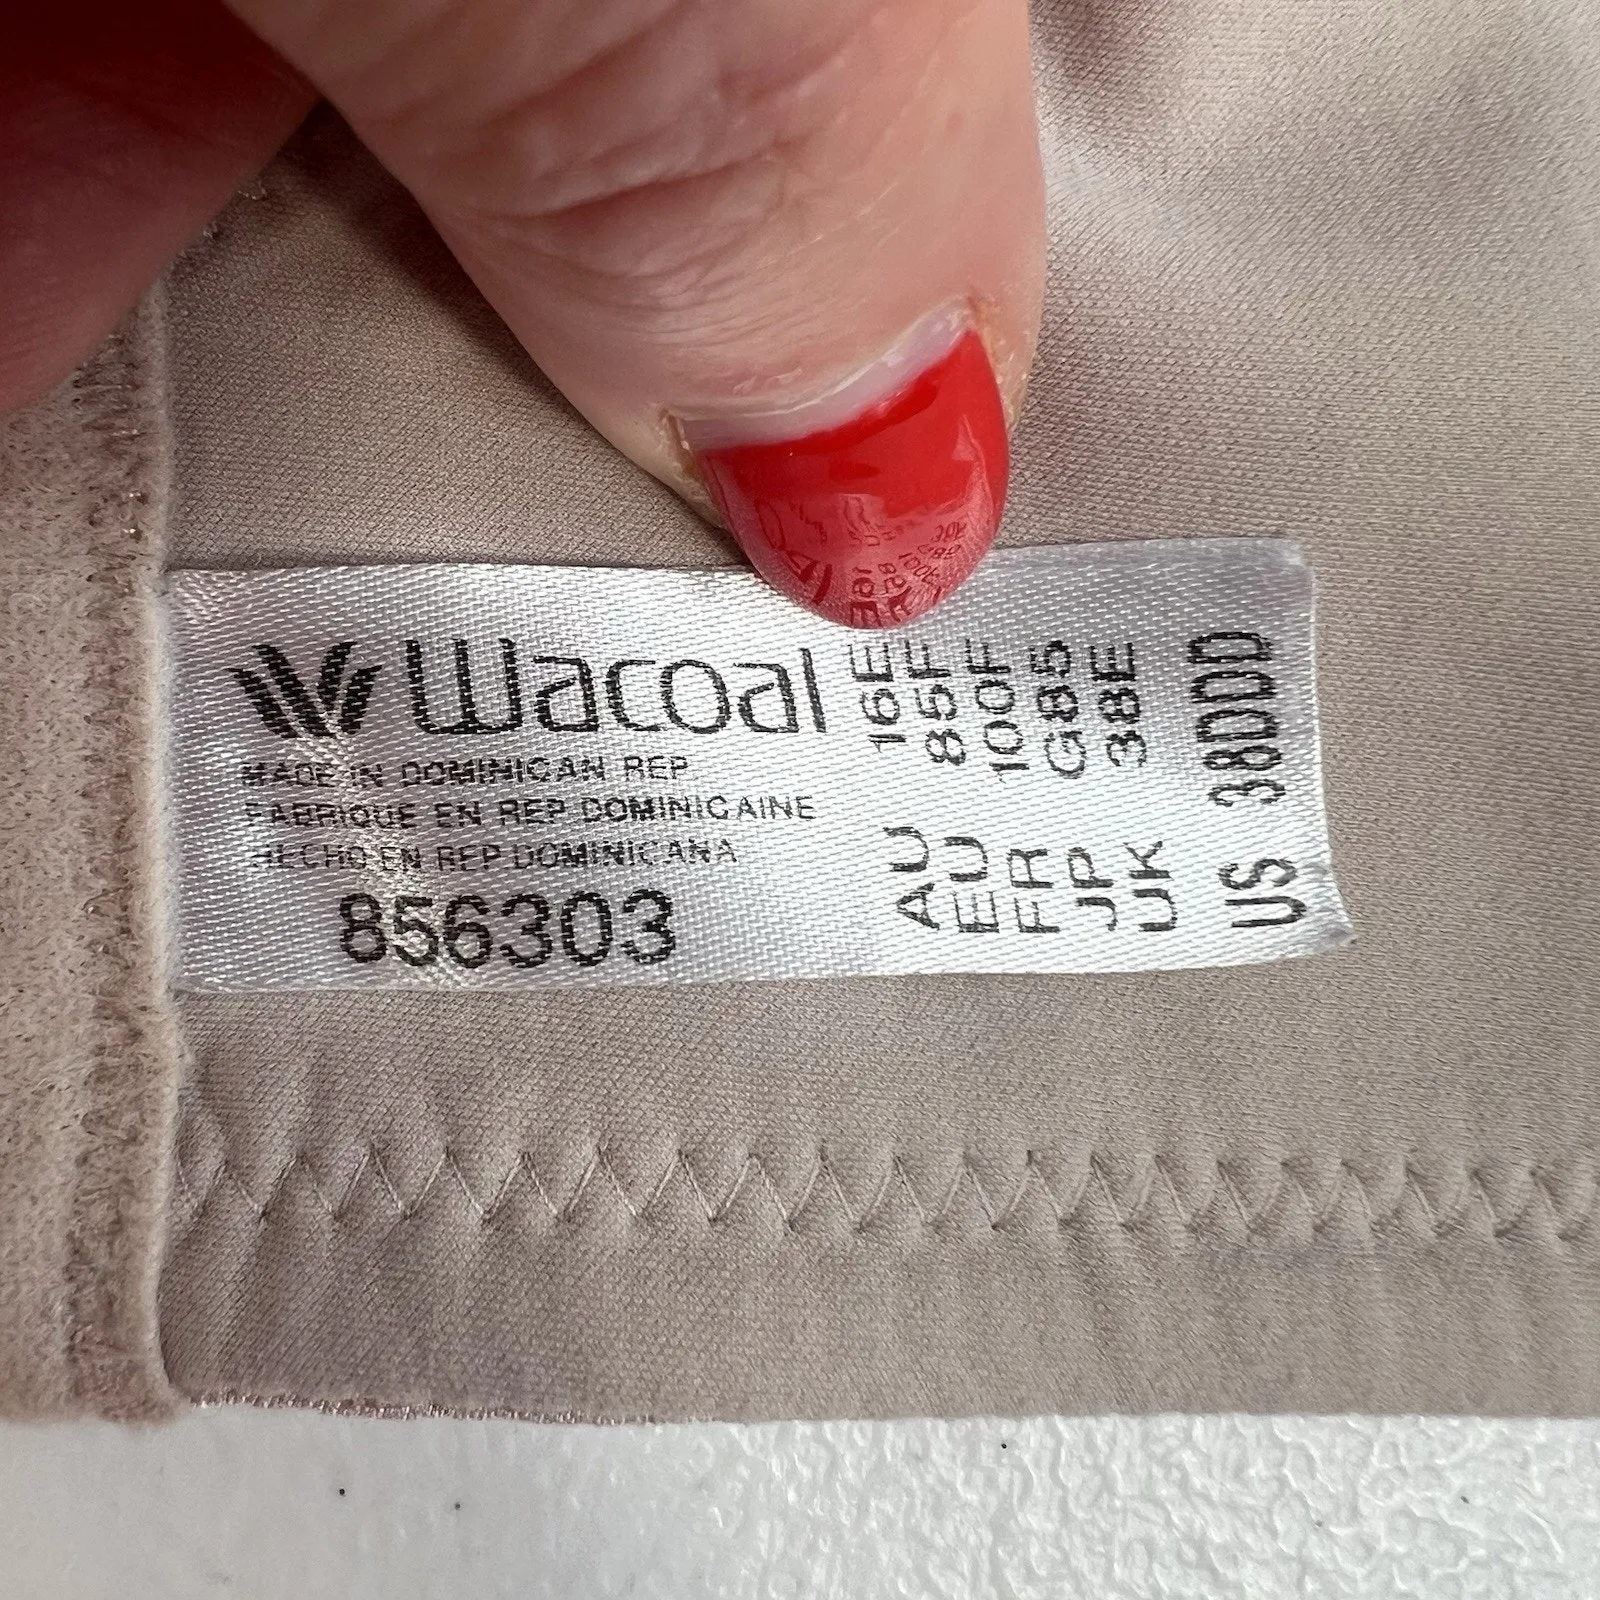 Wacoal
MADE IN DOMINICAN REP
FABRIQUE EN REP DOMINICAINE
HECHO EN REP DOMINICANA
856303
AU 16E
EU 85F
FR 100F
JP G85
UK 38E
US 38DDD